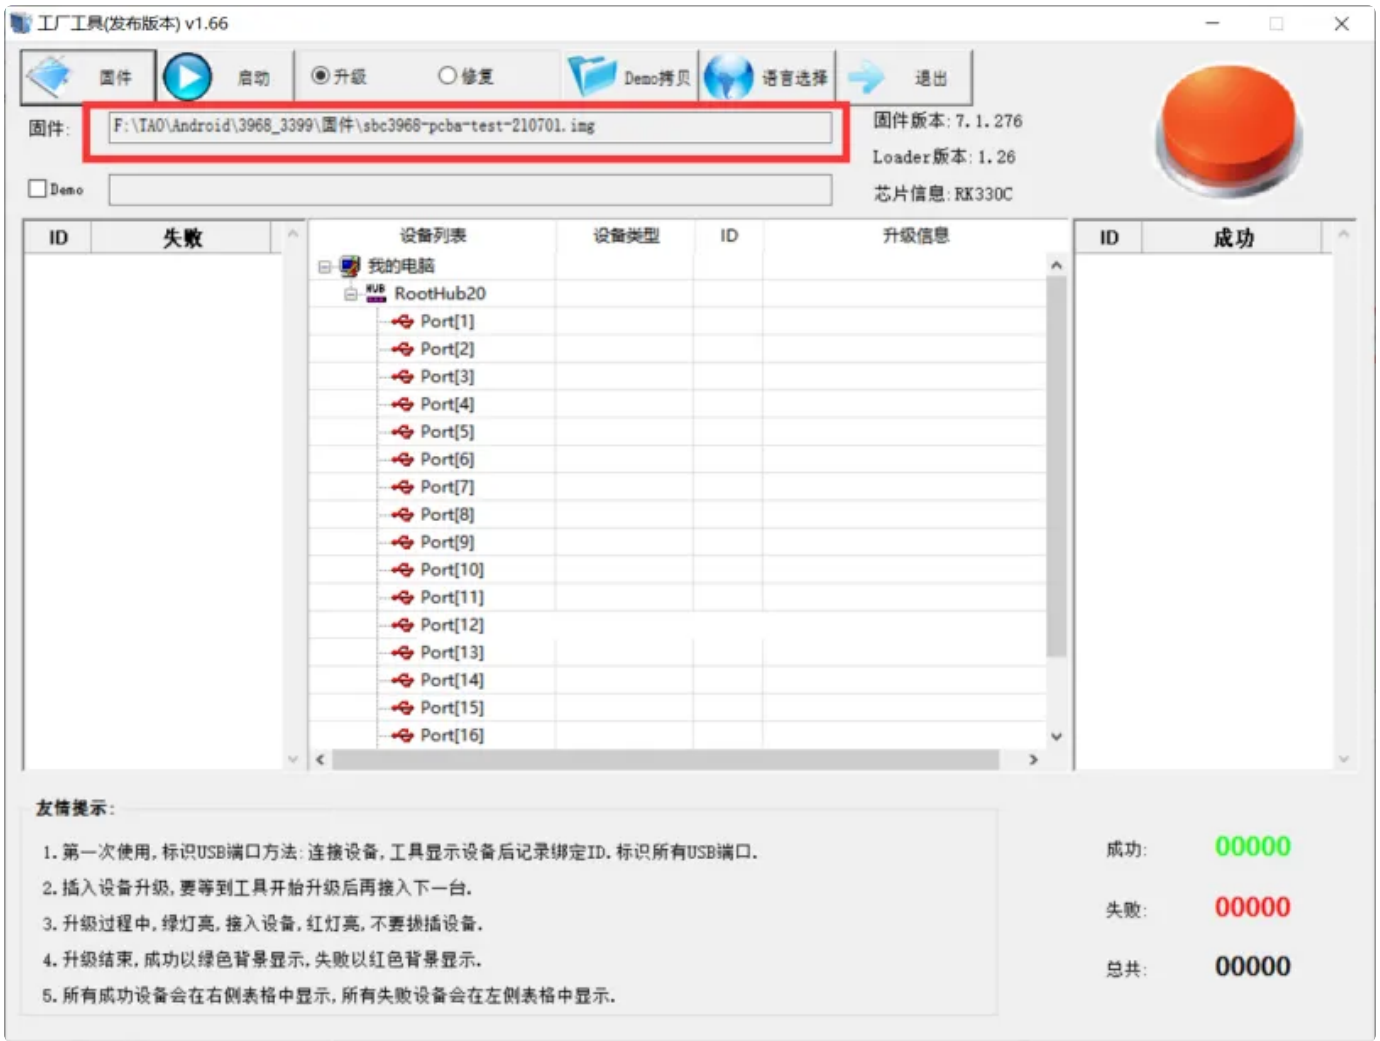 工厂工具(发布版本) v1.66
固件 启动 升级 修复 Demo拷贝 语言选择 退出
固件: F:\TAO\Android\3968_3399\固件\sbc3968-pcba-test-210701.img
固件版本:7.1.276
Loader版本:1.26
Demo
芯片信息:RK330C
ID 失败
设备列表 设备类型 ID 升级信息
ID 成功
我的电脑
HUB RootHub20
Port[1]
Port[2]
Port[3]
Port[4]
Port[5]
Port[6]
Port[7]
Port[8]
Port[9]
Port[10]
Port[11]
Port[12]
Port[13]
Port[14]
Port[15]
Port[16]
友情提示:
1.第一次使用,标识USB端口方法:连接设备,工具显示设备后记录绑定ID.标识所有USB端口.
2.插入设备升级,要等到工具开始升级后再接入下一台.
3.升级过程中,绿灯亮,接入设备,红灯亮,不要拔插设备.
4.升级结束,成功以绿色背景显示,失败以红色背景显示.
5.所有成功设备会在右侧表格中显示,所有失败设备会在左侧表格中显示.
成功: 00000
失败: 00000
总共: 00000